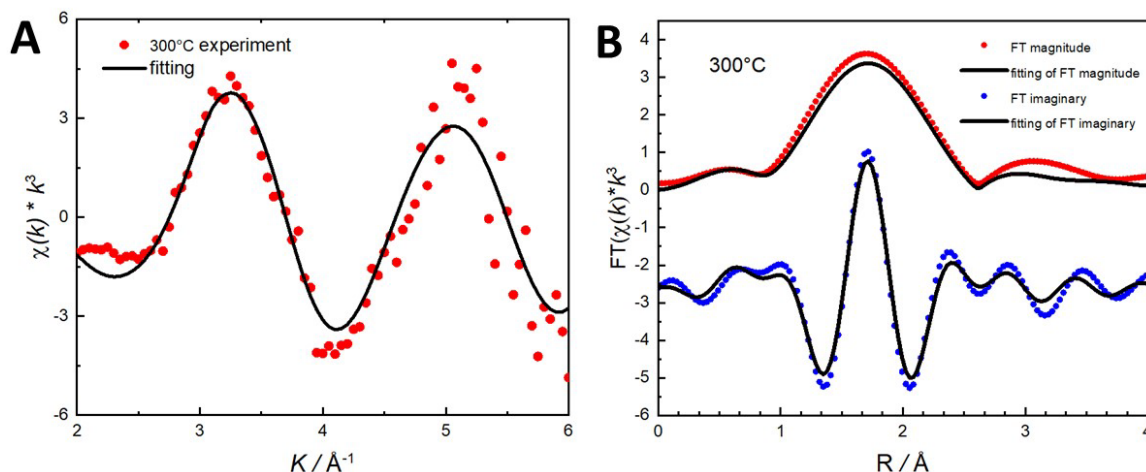 A
300°C experiment
fitting
6
3
0
-3
-6
χ(k) * k³
2
3
4
5
6
K / Å⁻¹
B
300°C
FT magnitude
fitting of FT magnitude
FT imaginary
fitting of FT imaginary
4
3
2
1
0
-1
-2
-3
-4
-5
-6
FT(χ(k)*k³
0
1
2
3
4
R / Å